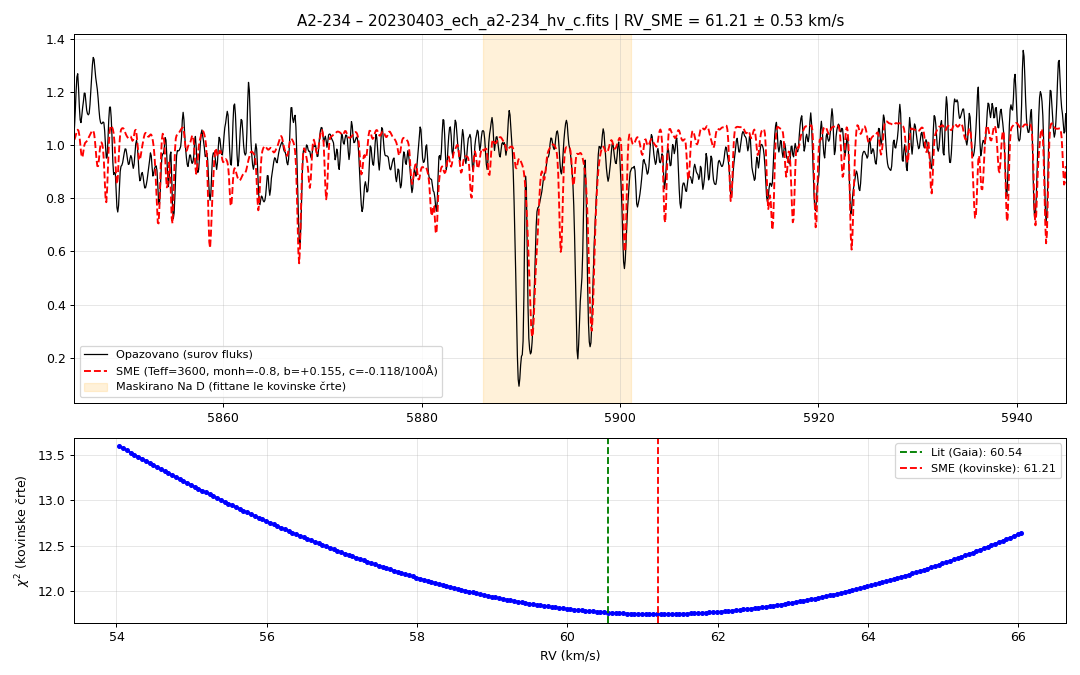 A2-234 – 20230403_ech_a2-234_hv_c.fits | RV_SME = 61.21 ± 0.53 km/s
1.4
1.2
1.0
0.8
0.6
0.4
0.2
Opazovano (surov fluks)
SME (Teff=3600, monh=-0.8, b=+0.155, c=-0.118/100Å)
Maskirano Na D (fittane le kovinske črte)
5860 5880 5900 5920 5940
χ² (kovinske črte)
13.5
13.0
12.5
12.0
Lit (Gaia): 60.54
SME (kovinske): 61.21
54 56 58 60 62 64 66
RV (km/s)